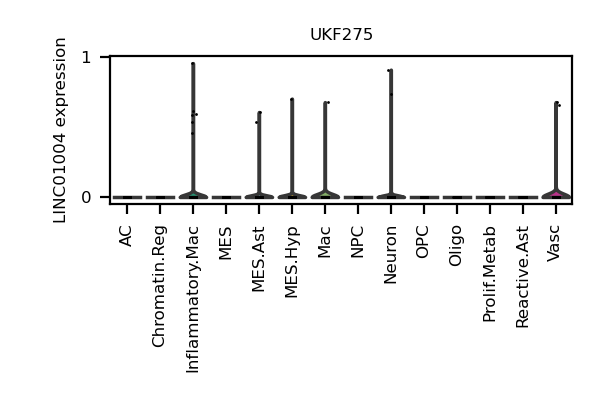 UKF275
LINC01004 expression
1
0
AC
Chromatin.Reg
Inflammatory.Mac
MES
MES.Ast
MES.Hyp
Mac
NPC
Neuron
OPC
Oligo
Prolif.Metab
Reactive.Ast
Vasc